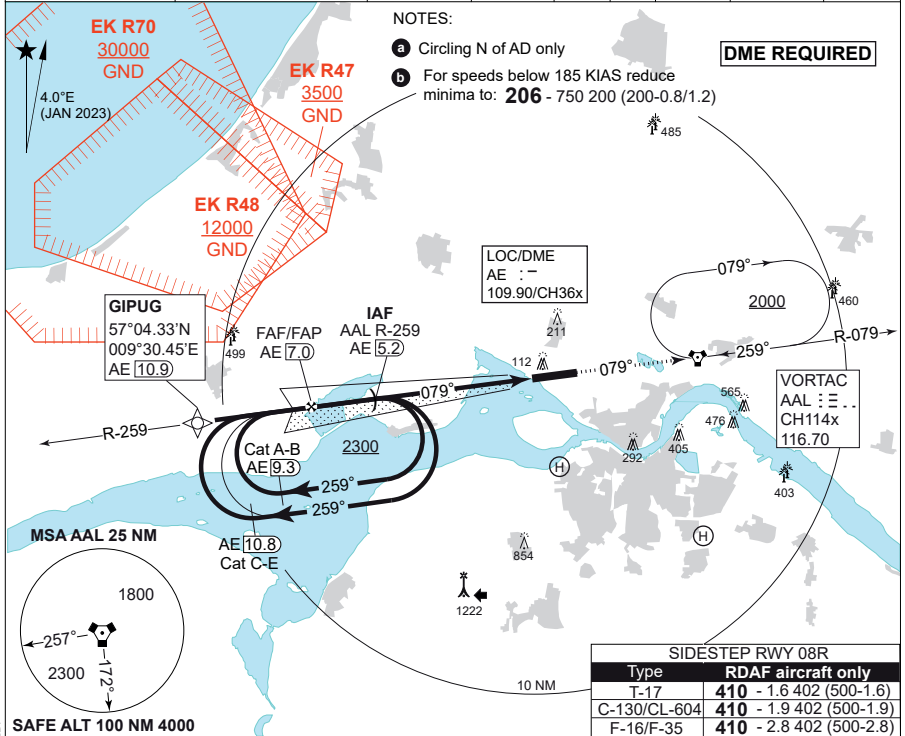 NOTES:
a Circling N of AD only
b For speeds below 185 KIAS reduce
minima to: 206 - 750 200 (200-0.8/1.2)
DME REQUIRED
EK R70
30000
GND
EK R47
3500
GND
4.0°E
(JAN 2023)
485
EK R48
12000
GND
LOC/DME
AE :
109.90/CH36x
079°
2000
460
GIPUG
57°04.33'N
009°30.45'E
AE 10.9
499
FAF/FAP
AE 7.0
IAF
AAL R-259
AE 5.2
211
112
079°
079°
259°
R-079
R-259
VORTAC
AAL
CH114x
116.70
565
476
2300
Cat A-B
AE 9.3
292
405
H
259°
259°
403
AE 10.8
Cat C-E
H
854
MSA AAL 25 NM
1800
257°
2300
172°
1222
SAFE ALT 100 NM 4000
10 NM
SIDESTEP RWY 08R
Type RDAF aircraft only
T-17 410 - 1.6 402 (500-1.6)
C-130/CL-604 410 - 1.9 402 (500-1.9)
F-16/F-35 410 - 2.8 402 (500-2.8)